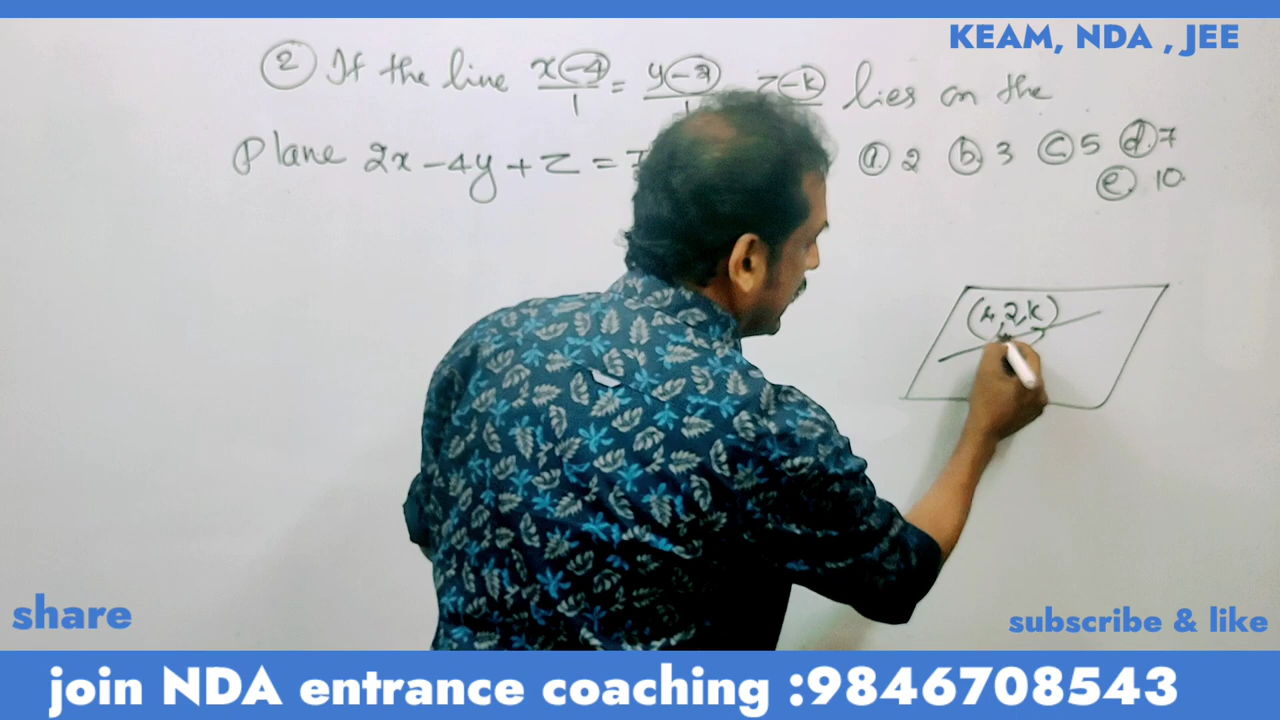 KEAM, NDA , JEE
② If the line x-4/1 = y-2/1 z-k lies on the
plane 2x-4y+z=7 ⓐ 2 ⓑ 3 ⓒ 5 ⓓ 7
ⓔ 10.
(4,2,k)
share
subscribe & like
join NDA entrance coaching :9846708543